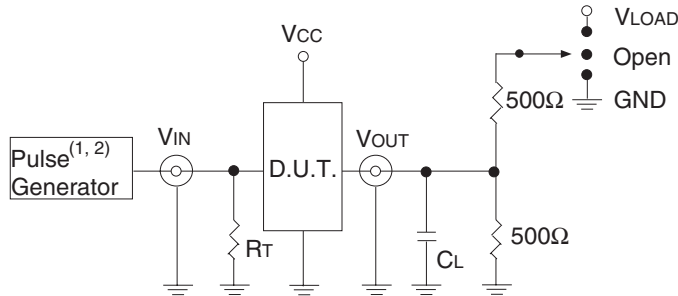 VLOAD
VCC
Open
500Ω
GND
VIN
VOUT
Pulse(1, 2)
Generator
D.U.T.
RT
CL
500Ω